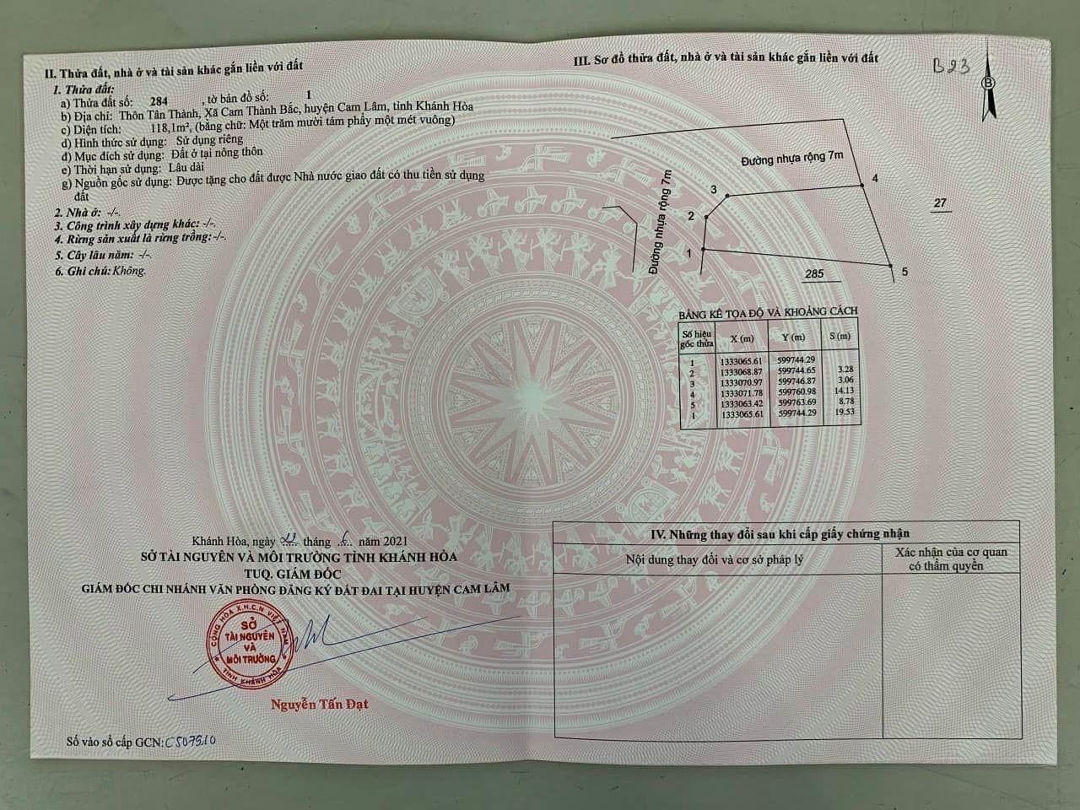 II. Thửa đất, nhà ở và tài sản khác gắn liền với đất
1. Thửa đất:
a) Thửa đất số: 284 , tờ bản đồ số: 1
b) Địa chỉ: Thôn Tân Thành, Xã Cam Thành Bắc, huyện Cam Lâm, tỉnh Khánh Hòa
c) Diện tích: 118,1m², (bằng chữ: Một trăm mười tám phẩy một mét vuông)
d) Hình thức sử dụng: Sử dụng riêng
đ) Mục đích sử dụng: Đất ở tại nông thôn
e) Thời hạn sử dụng: Lâu dài
g) Nguồn gốc sử dụng: Được tặng cho đất được Nhà nước giao đất có thu tiền sử dụng
đất
2. Nhà ở: -/-.
3. Công trình xây dựng khác: -/-.
4. Rừng sản xuất là rừng trồng: -/-.
5. Cây lâu năm: -/-.
6. Ghi chú: Không.
Khánh Hòa, ngày tháng 6 năm 2021
SỞ TÀI NGUYÊN VÀ MÔI TRƯỜNG TỈNH KHÁNH HÒA
TUQ. GIÁM ĐỐC
GIÁM ĐỐC CHI NHÁNH VĂN PHÒNG ĐĂNG KÝ ĐẤT ĐAI TẠI HUYỆN CAM LÂM
CỘNG HÒA X.H.C.N VIỆT NAM
SỞ
TÀI NGUYÊN
VÀ
MÔI TRƯỜNG
TỈNH KHÁNH HÒA
Nguyễn Tấn Đạt
Số vào sổ cấp GCN: CS07910
III. Sơ đồ thửa đất, nhà ở và tài sản khác gắn liền với đất
B23
B
Đường nhựa rộng 7m
Đường nhựa rộng 7m
3
4
2
27
1
5
285
BẢNG KÊ TỌA ĐỘ VÀ KHOẢNG CÁCH
Số hiệu góc thửa X (m) Y (m) S (m)
1 1333065.61 599744.29
3.28
2 1333068.87 599744.65
3.06
3 1333070.97 599746.87
14.13
4 1333071.78 599760.98
8.78
5 1333063.42 599763.69
19.53
1 1333065.61 599744.29
IV. Những thay đổi sau khi cấp giấy chứng nhận
Nội dung thay đổi và cơ sở pháp lý
Xác nhận của cơ quan
có thẩm quyền